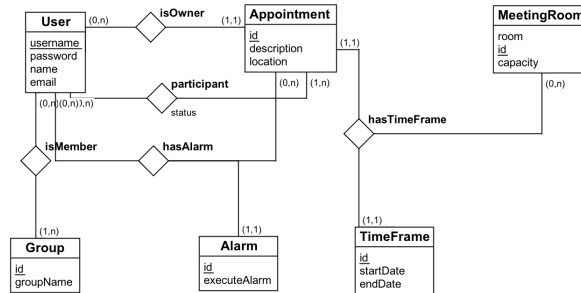 isOwner
User
(0,n)
(1,1)
Appointment
MeetingRoom
username
password
name
email
id
description
location
(1,1)
room
id
capacity
participant
status
(0,n)
(1,n)
(0,n)
(0,n)(0,n)
hasTimeFrame
isMember
hasAlarm
(1,n)
(1,1)
(1,1)
Group
Alarm
TimeFrame
id
groupName
id
executeAlarm
id
startDate
endDate